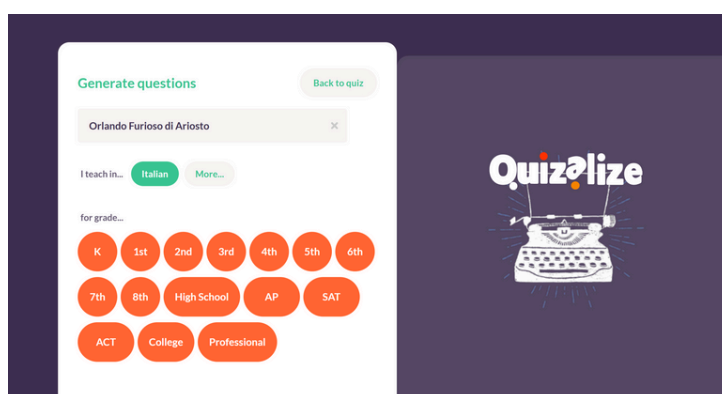 Generate questions Back to quiz
Orlando Furioso di Ariosto ×
I teach in... Italian More...
for grade...
K 1st 2nd 3rd 4th 5th 6th
7th 8th High School AP SAT
ACT College Professional
Quizalize